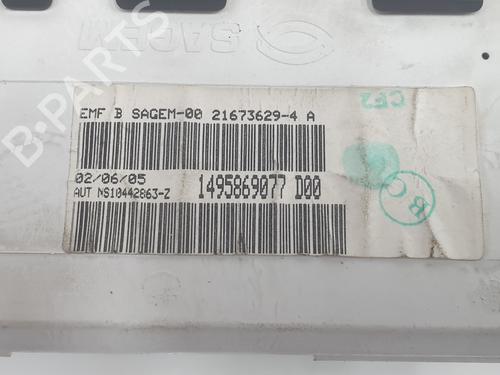 SAGEM
EMF B SAGEM-00 21673629-4 A
CF2
02/06/05
1495869077 D00
AUT NS10442863-Z
B-PARTS